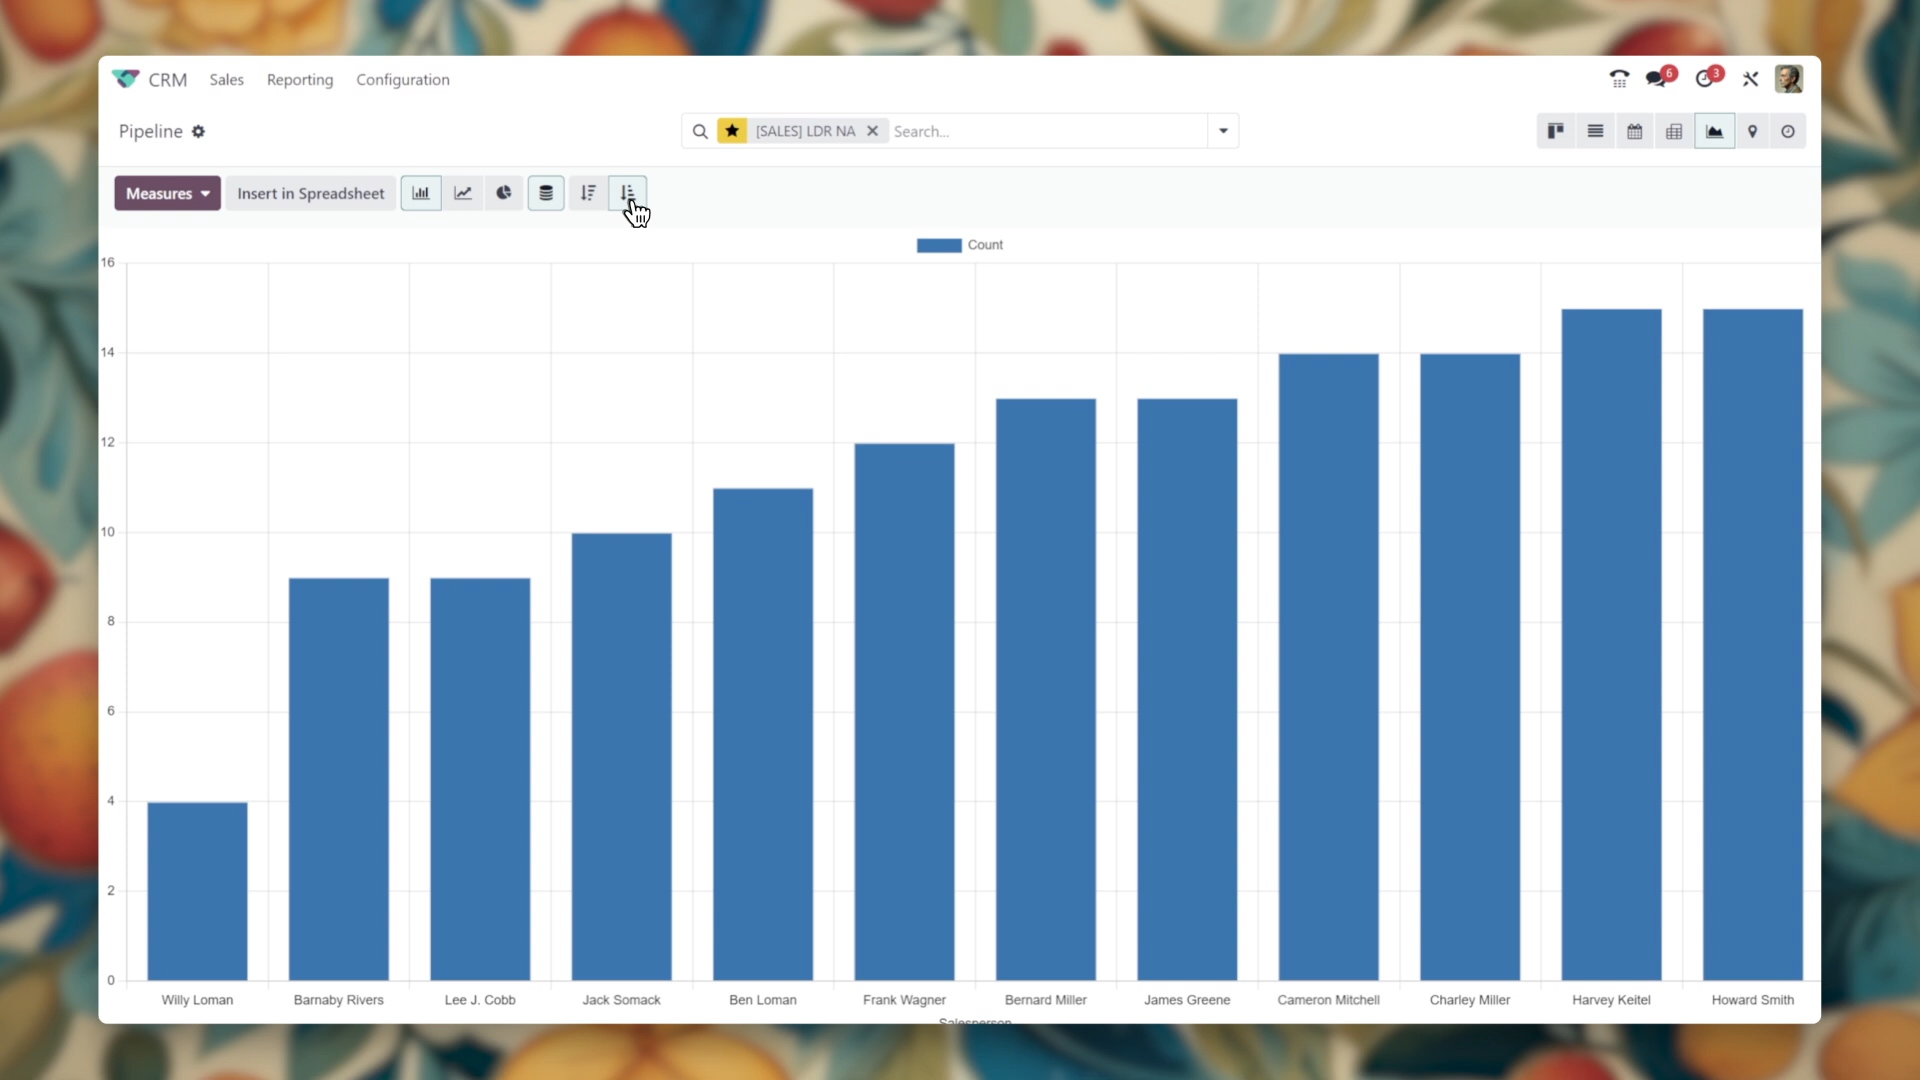 CRM Sales Reporting Configuration 6 3
Pipeline [SALES] LDR NA Search...
Measures Insert in Spreadsheet
Count
16
14
12
10
8
6
4
2
0
Willy Loman Barnaby Rivers Lee J. Cobb Jack Somack Ben Loman Frank Wagner Bernard Miller James Greene Cameron Mitchell Charley Miller Harvey Keitel Howard Smith
Salesperson